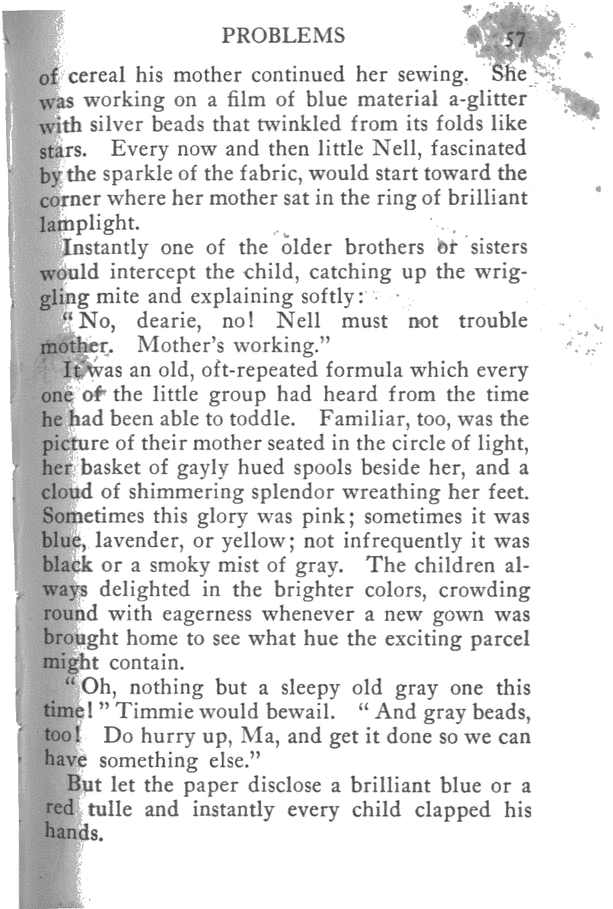 PROBLEMS 57
of cereal his mother continued her sewing. She
was working on a film of blue material a-glitter
with silver beads that twinkled from its folds like
stars. Every now and then little Nell, fascinated
by the sparkle of the fabric, would start toward the
corner where her mother sat in the ring of brilliant
lamplight.
Instantly one of the older brothers or sisters
would intercept the child, catching up the wrig-
gling mite and explaining softly:
“No, dearie, no! Nell must not trouble
mother. Mother's working.”
It was an old, oft-repeated formula which every
one of the little group had heard from the time
he had been able to toddle. Familiar, too, was the
picture of their mother seated in the circle of light,
her basket of gayly hued spools beside her, and a
cloud of shimmering splendor wreathing her feet.
Sometimes this glory was pink; sometimes it was
blue, lavender, or yellow; not infrequently it was
black or a smoky mist of gray. The children al-
ways delighted in the brighter colors, crowding
round with eagerness whenever a new gown was
brought home to see what hue the exciting parcel
might contain.
“Oh, nothing but a sleepy old gray one this
time!” Timmie would bewail. “And gray beads,
too! Do hurry up, Ma, and get it done so we can
have something else.”
But let the paper disclose a brilliant blue or a
red tulle and instantly every child clapped his
hands.